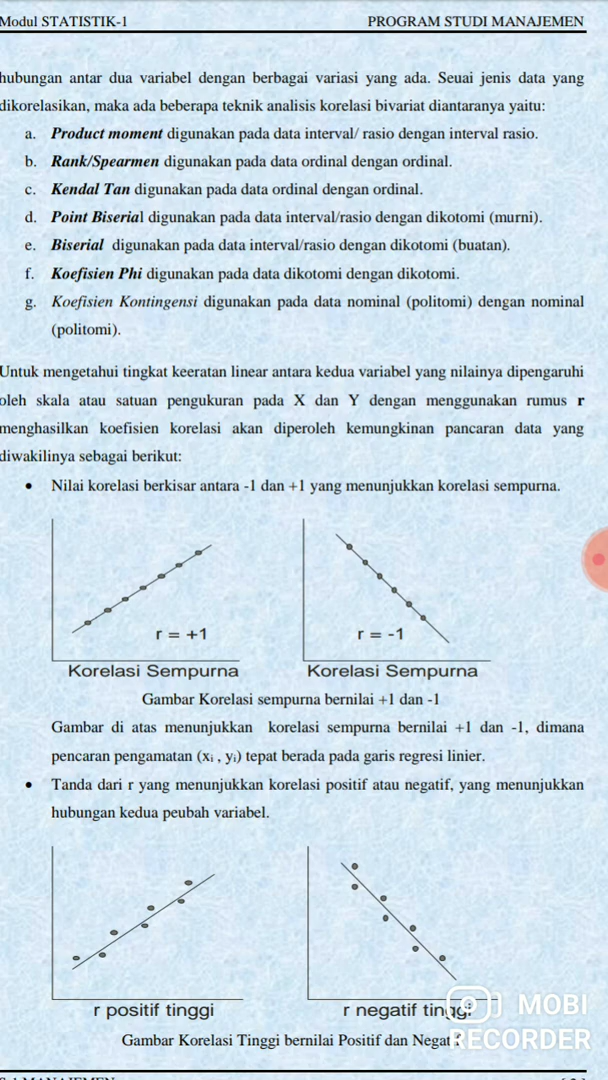 Modul STATISTIK-1 PROGRAM STUDI MANAJEMEN
hubungan antar dua variabel dengan berbagai variasi yang ada. Seuai jenis data yang
dikorelasikan, maka ada beberapa teknik analisis korelasi bivariat diantaranya yaitu:
a. Product moment digunakan pada data interval/ rasio dengan interval rasio.
b. Rank/Spearmen digunakan pada data ordinal dengan ordinal.
c. Kendal Tan digunakan pada data ordinal dengan ordinal.
d. Point Biserial digunakan pada data interval/rasio dengan dikotomi (murni).
e. Biserial digunakan pada data interval/rasio dengan dikotomi (buatan).
f. Koefisien Phi digunakan pada data dikotomi dengan dikotomi.
g. Koefisien Kontingensi digunakan pada data nominal (politomi) dengan nominal
(politomi).
Untuk mengetahui tingkat keeratan linear antara kedua variabel yang nilainya dipengaruhi
oleh skala atau satuan pengukuran pada X dan Y dengan menggunakan rumus r
menghasilkan koefisien korelasi akan diperoleh kemungkinan pancaran data yang
diwakilinya sebagai berikut:
• Nilai korelasi berkisar antara -1 dan +1 yang menunjukkan korelasi sempurna.
r = +1 r = -1
Korelasi Sempurna Korelasi Sempurna
Gambar Korelasi sempurna bernilai +1 dan -1
Gambar di atas menunjukkan korelasi sempurna bernilai +1 dan -1, dimana
pencaran pengamatan (xᵢ , yᵢ) tepat berada pada garis regresi linier.
• Tanda dari r yang menunjukkan korelasi positif atau negatif, yang menunjukkan
hubungan kedua peubah variabel.
r positif tinggi r negatif tinggi
Gambar Korelasi Tinggi bernilai Positif dan Negatif
MOBI
RECORDER